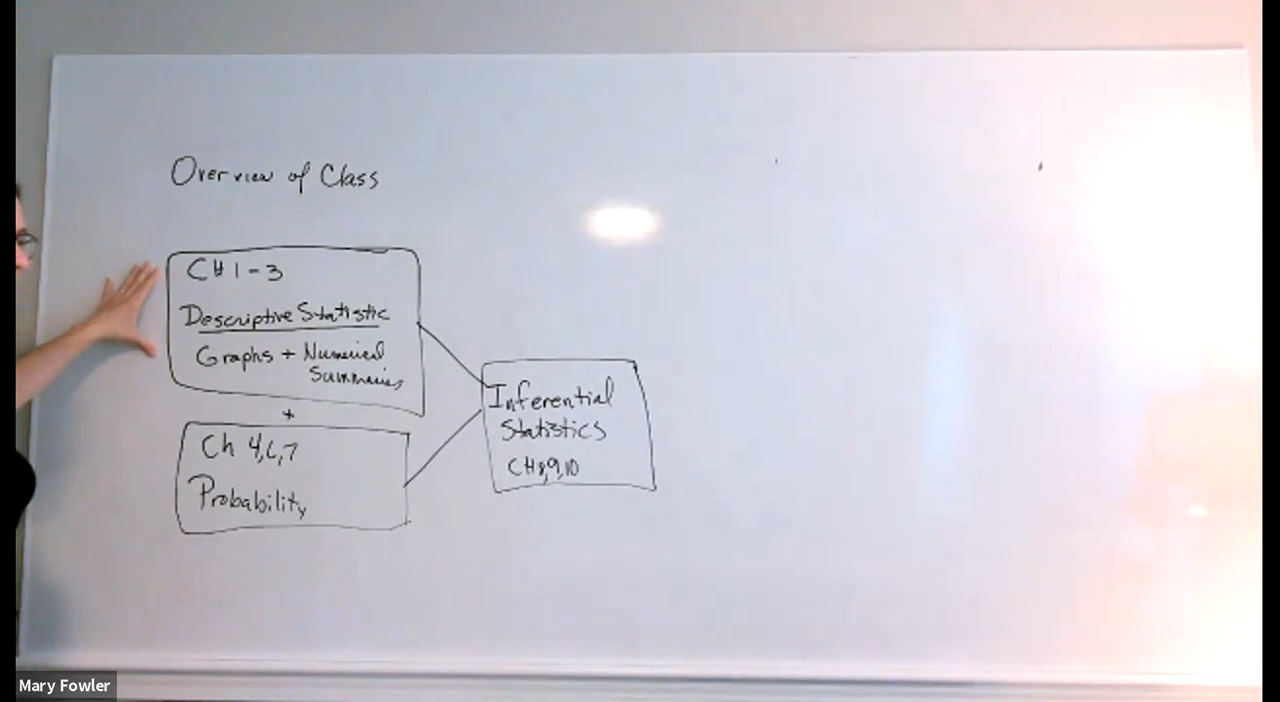 Overview of Class
CH 1-3
Descriptive Statistic
Graphs + Numerical
Summaries
+
Ch 4,6,7
Probability
Inferential
Statistics
CH 8,9,10
Mary Fowler